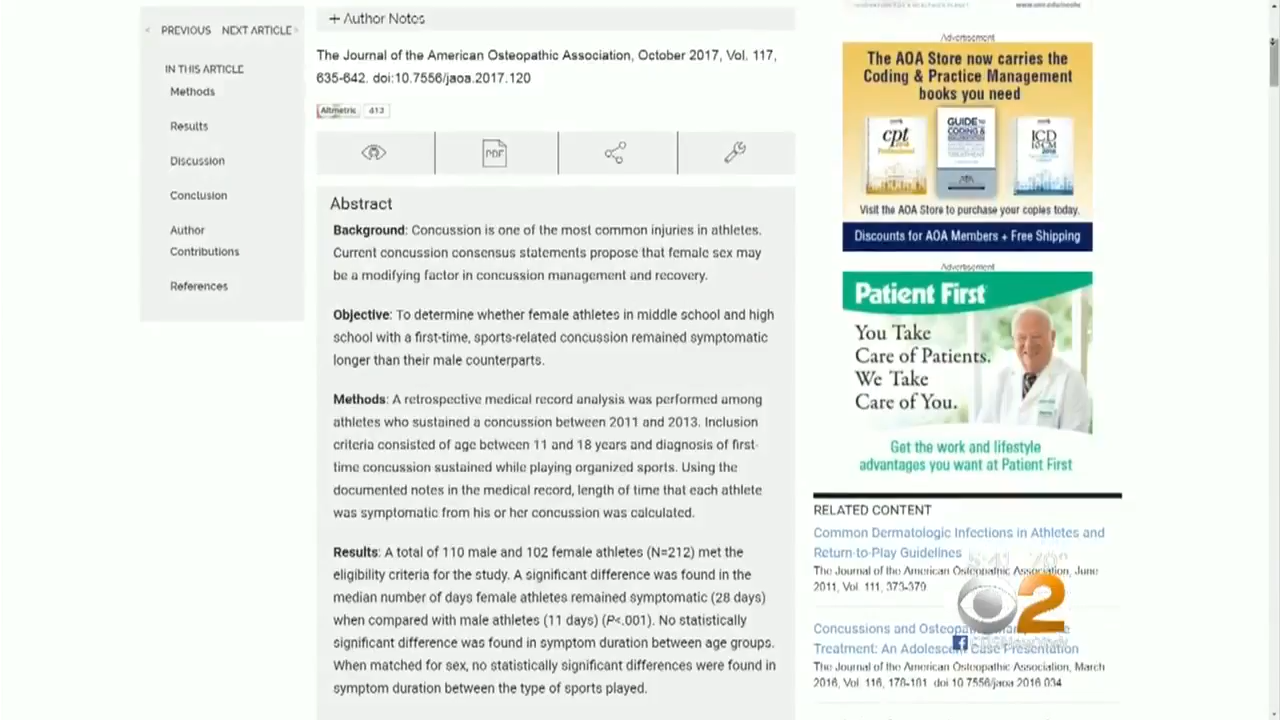 PREVIOUS NEXT ARTICLE
IN THIS ARTICLE
Methods
Results
Discussion
Conclusion
Author
Contributions
References
+ Author Notes
The Journal of the American Osteopathic Association, October 2017, Vol. 117,
635-642. doi:10.7556/jaoa.2017.120
Altmetric 413
PDF
Abstract
Background: Concussion is one of the most common injuries in athletes.
Current concussion consensus statements propose that female sex may
be a modifying factor in concussion management and recovery.
Objective: To determine whether female athletes in middle school and high
school with a first-time, sports-related concussion remained symptomatic
longer than their male counterparts.
Methods: A retrospective medical record analysis was performed among
athletes who sustained a concussion between 2011 and 2013. Inclusion
criteria consisted of age between 11 and 18 years and diagnosis of first-
time concussion sustained while playing organized sports. Using the
documented notes in the medical record, length of time that each athlete
was symptomatic from his or her concussion was calculated.
Results: A total of 110 male and 102 female athletes (N=212) met the
eligibility criteria for the study. A significant difference was found in the
median number of days female athletes remained symptomatic (28 days)
when compared with male athletes (11 days) (P<.001). No statistically
significant difference was found in symptom duration between age groups.
When matched for sex, no statistically significant differences were found in
symptom duration between the type of sports played.
Advertisement
The AOA Store now carries the
Coding & Practice Management
books you need
cpt
Professional
GUIDE TO
CODING &
TREATMENT
AOA
ICD
10-CM
Visit the AOA Store to purchase your copies today.
Discounts for AOA Members + Free Shipping
Advertisement
Patient First
You Take
Care of Patients.
We Take
Care of You.
Get the work and lifestyle
advantages you want at Patient First
RELATED CONTENT
Common Dermatologic Infections in Athletes and
Return-to-Play Guidelines
The Journal of the American Osteopathic Association, June
2011, Vol. 111, 373-379
2
Concussions and
Treatment: An Adolescent Case Presentation
The Journal of the American Osteopathic Association, March
2016, Vol. 116, 178-181 doi:10.7556/jaoa.2016.034